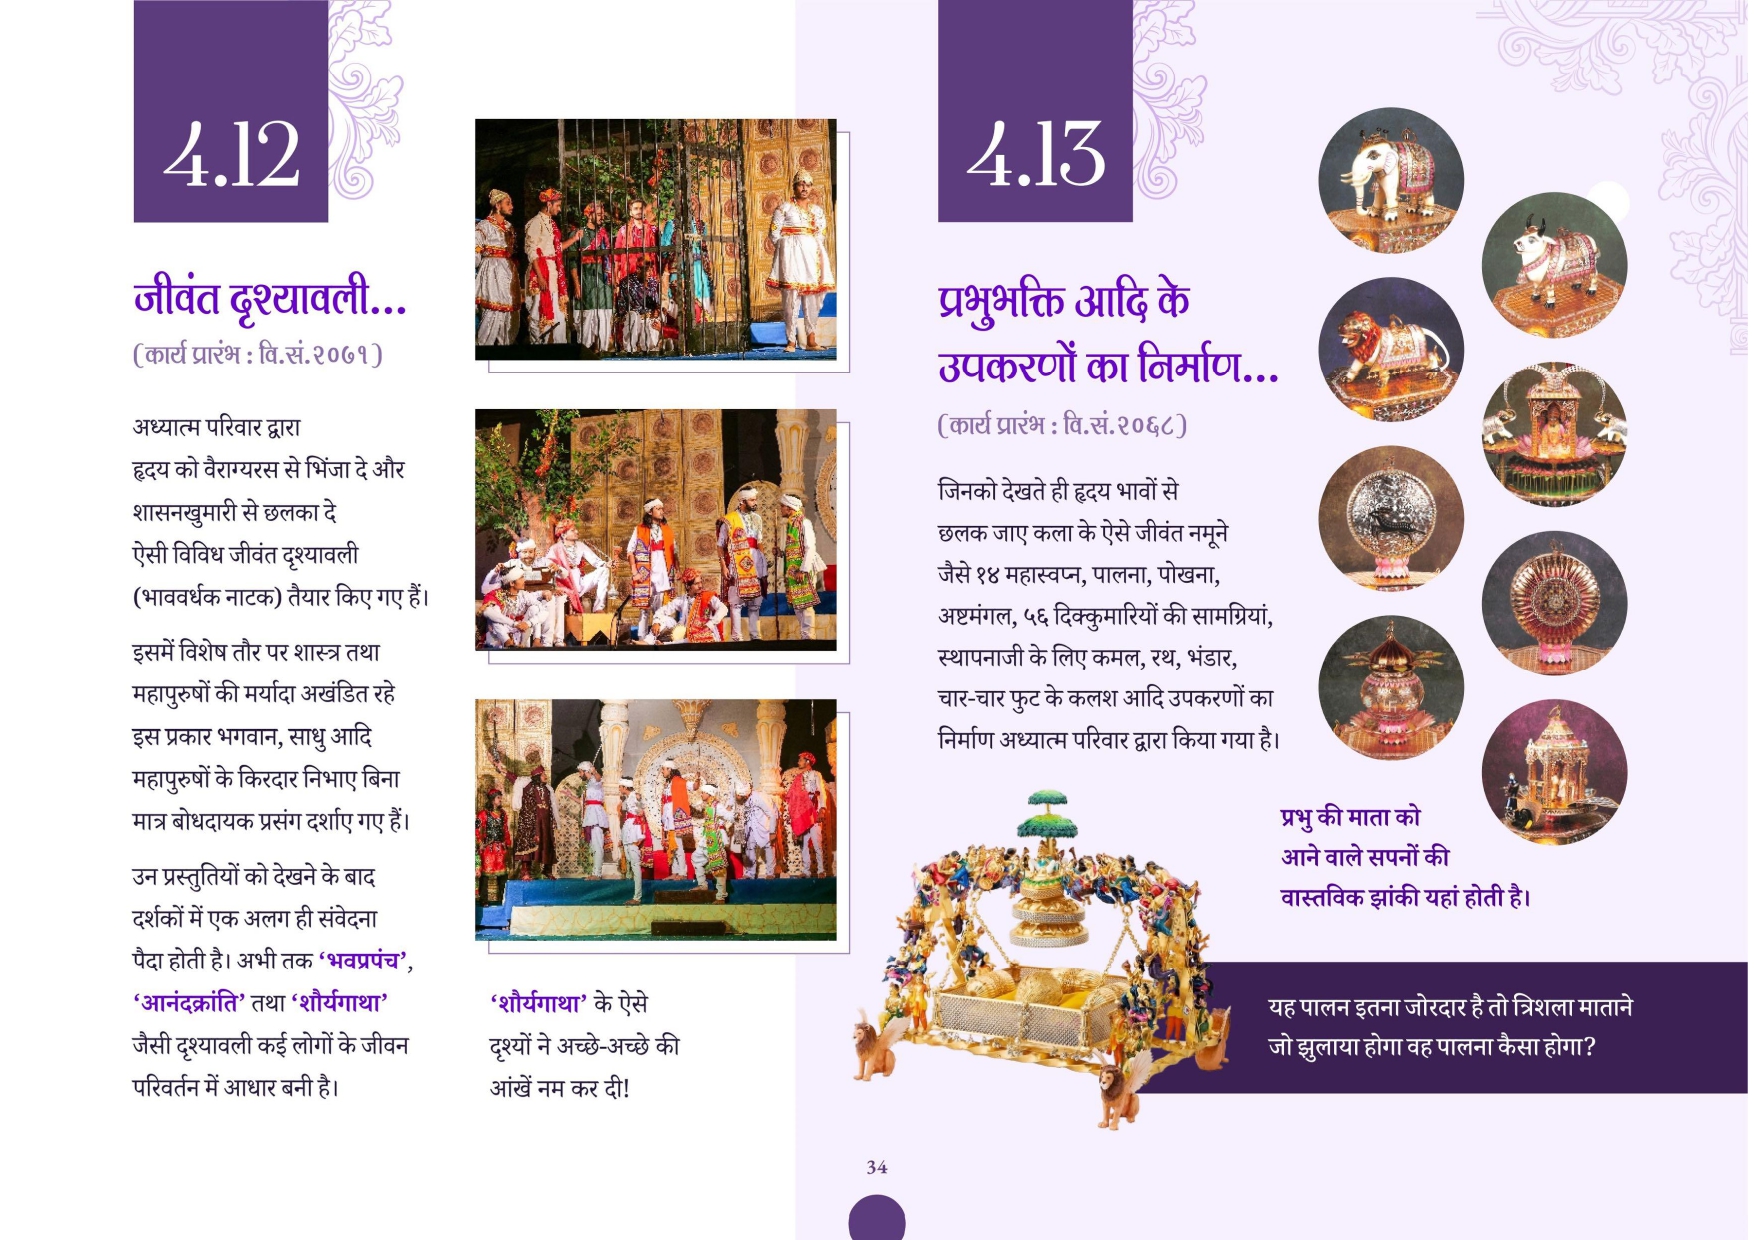 4.12
जीवंत दृश्यावली...
(कार्य प्रारंभ : वि.सं.२०७१)
अध्यात्म परिवार द्वारा
हृदय को वैराग्यरस से भिंजा दे और
शासनखुमारी से छलका दे
ऐसी विविध जीवंत दृश्यावली
(भाववर्धक नाटक) तैयार किए गए हैं।
इसमें विशेष तौर पर शास्त्र तथा
महापुरुषों की मर्यादा अखंडित रहे
इस प्रकार भगवान, साधु आदि
महापुरुषों के किरदार निभाए बिना
मात्र बोधदायक प्रसंग दर्शाए गए हैं।
उन प्रस्तुतियों को देखने के बाद
दर्शकों में एक अलग ही संवेदना
पैदा होती है। अभी तक ‘भवप्रपंच’,
‘आनंदक्रांति’ तथा ‘शौर्यगाथा’
जैसी दृश्यावली कई लोगों के जीवन
परिवर्तन में आधार बनी है।
‘शौर्यगाथा’ के ऐसे
दृश्यों ने अच्छे-अच्छे की
आंखें नम कर दी!
4.13
प्रभुभक्ति आदि के
उपकरणों का निर्माण...
(कार्य प्रारंभ : वि.सं.२०६८)
जिनको देखते ही हृदय भावों से
छलक जाए कला के ऐसे जीवंत नमूने
जैसे १४ महास्वप्न, पालना, पोखना,
अष्टमंगल, ५६ दिक्कुमारियों की सामग्रियां,
स्थापनाजी के लिए कमल, रथ, भंडार,
चार-चार फुट के कलश आदि उपकरणों का
निर्माण अध्यात्म परिवार द्वारा किया गया है।
प्रभु की माता को
आने वाले सपनों की
वास्तविक झांकी यहां होती है।
यह पालन इतना जोरदार है तो त्रिशला माताने
जो झुलाया होगा वह पालना कैसा होगा?
34